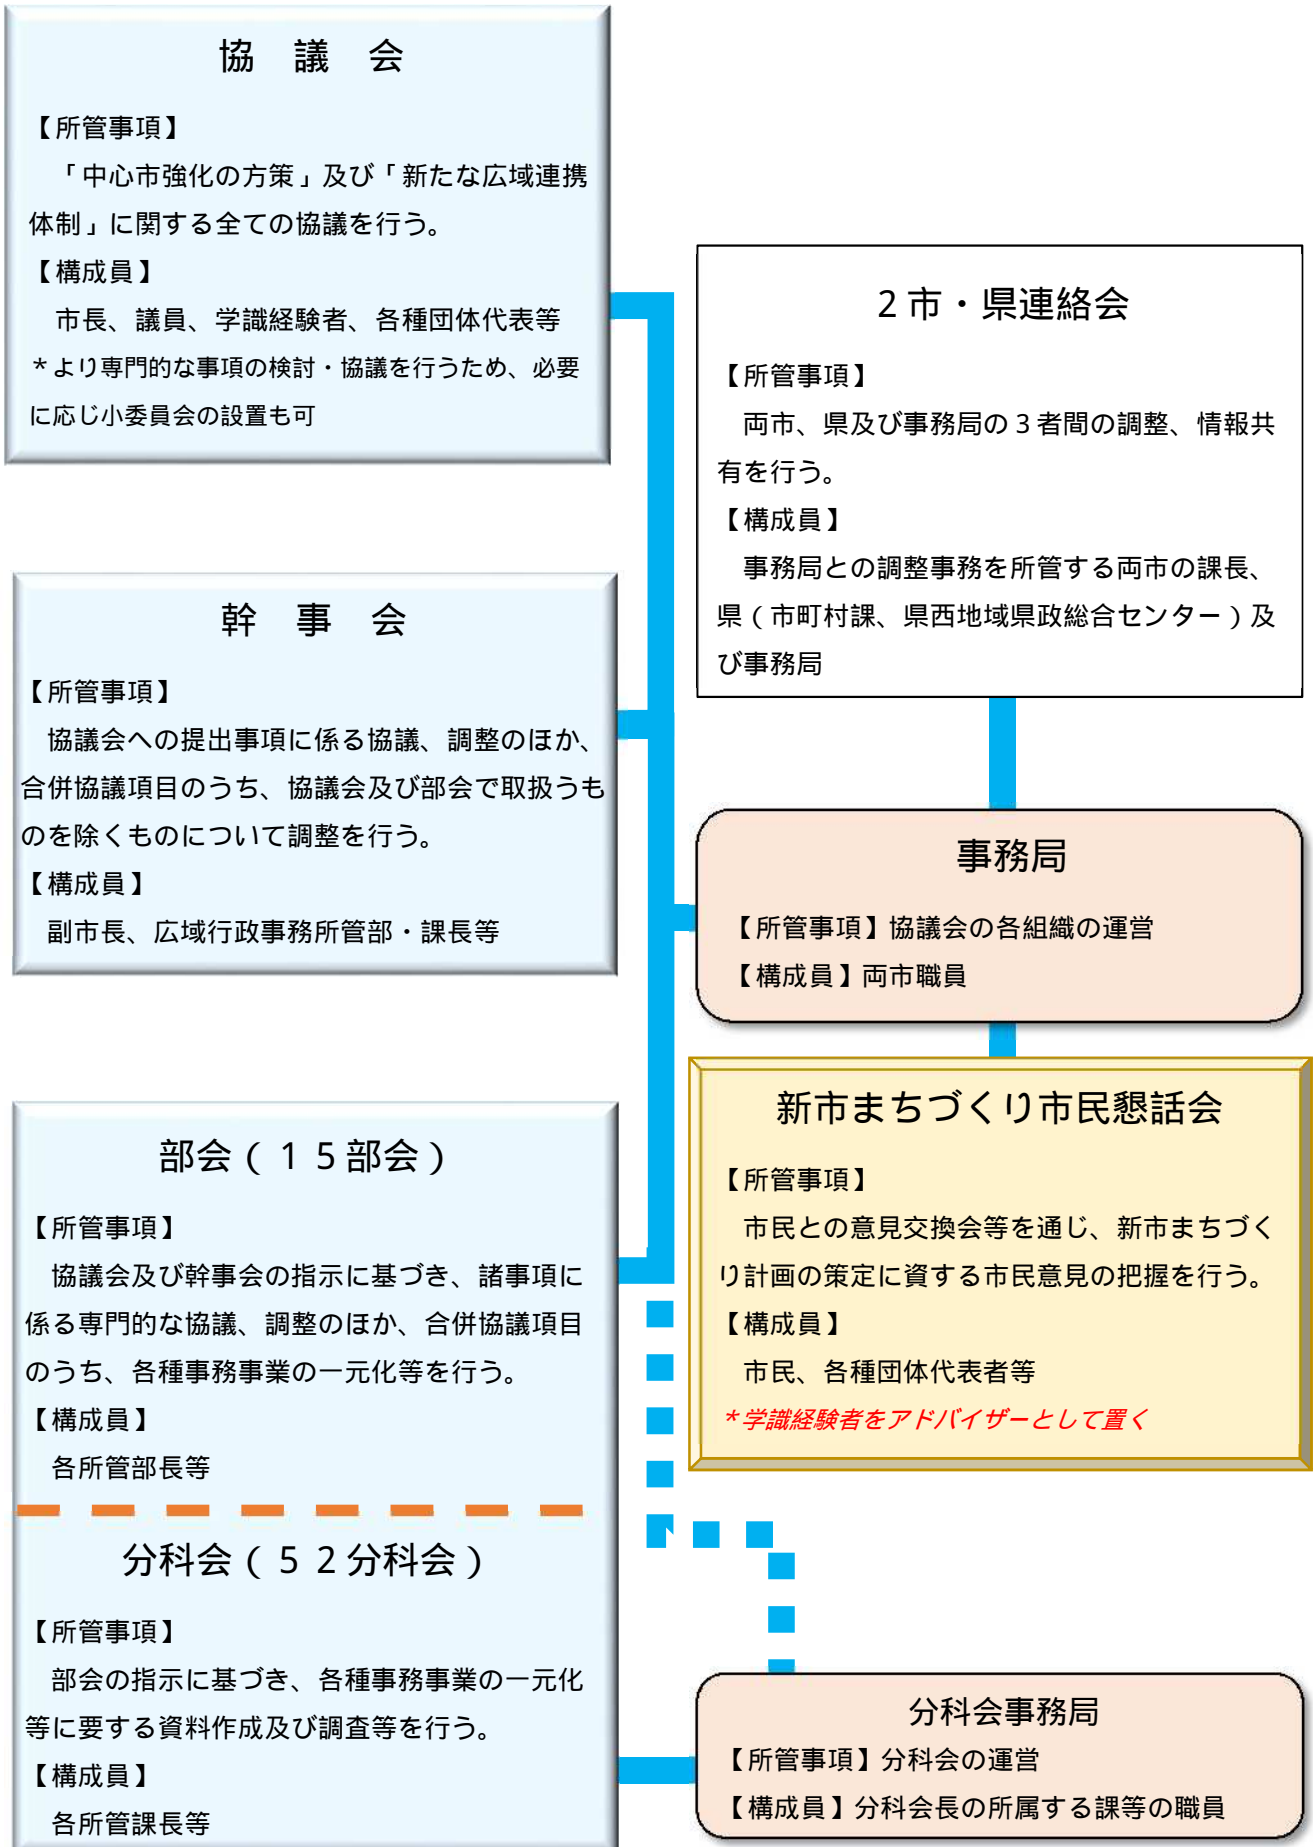 協　議　会
【所管事項】
「中心市強化の方策」及び「新たな広域連携
体制」に関する全ての協議を行う。
【構成員】
市長、議員、学識経験者、各種団体代表等
＊より専門的な事項の検討・協議を行うため、必要
に応じ小委員会の設置も可
幹　事　会
【所管事項】
協議会への提出事項に係る協議、調整のほか、
合併協議項目のうち、協議会及び部会で取扱うも
のを除くものについて調整を行う。
【構成員】
副市長、広域行政事務所管部・課長等
部会（１５部会）
【所管事項】
協議会及び幹事会の指示に基づき、諸事項に
係る専門的な協議、調整のほか、合併協議項目
のうち、各種事務事業の一元化等を行う。
【構成員】
各所管部長等
分科会（５２分科会）
【所管事項】
部会の指示に基づき、各種事務事業の一元化
等に要する資料作成及び調査等を行う。
【構成員】
各所管課長等
２市・県連絡会
【所管事項】
両市、県及び事務局の３者間の調整、情報共
有を行う。
【構成員】
事務局との調整事務を所管する両市の課長、
県（市町村課、県西地域県政総合センター）及
び事務局
事務局
【所管事項】協議会の各組織の運営
【構成員】両市職員
新市まちづくり市民懇話会
【所管事項】
市民との意見交換会等を通じ、新市まちづく
り計画の策定に資する市民意見の把握を行う。
【構成員】
市民、各種団体代表者等
＊学識経験者をアドバイザーとして置く
分科会事務局
【所管事項】分科会の運営
【構成員】分科会長の所属する課等の職員